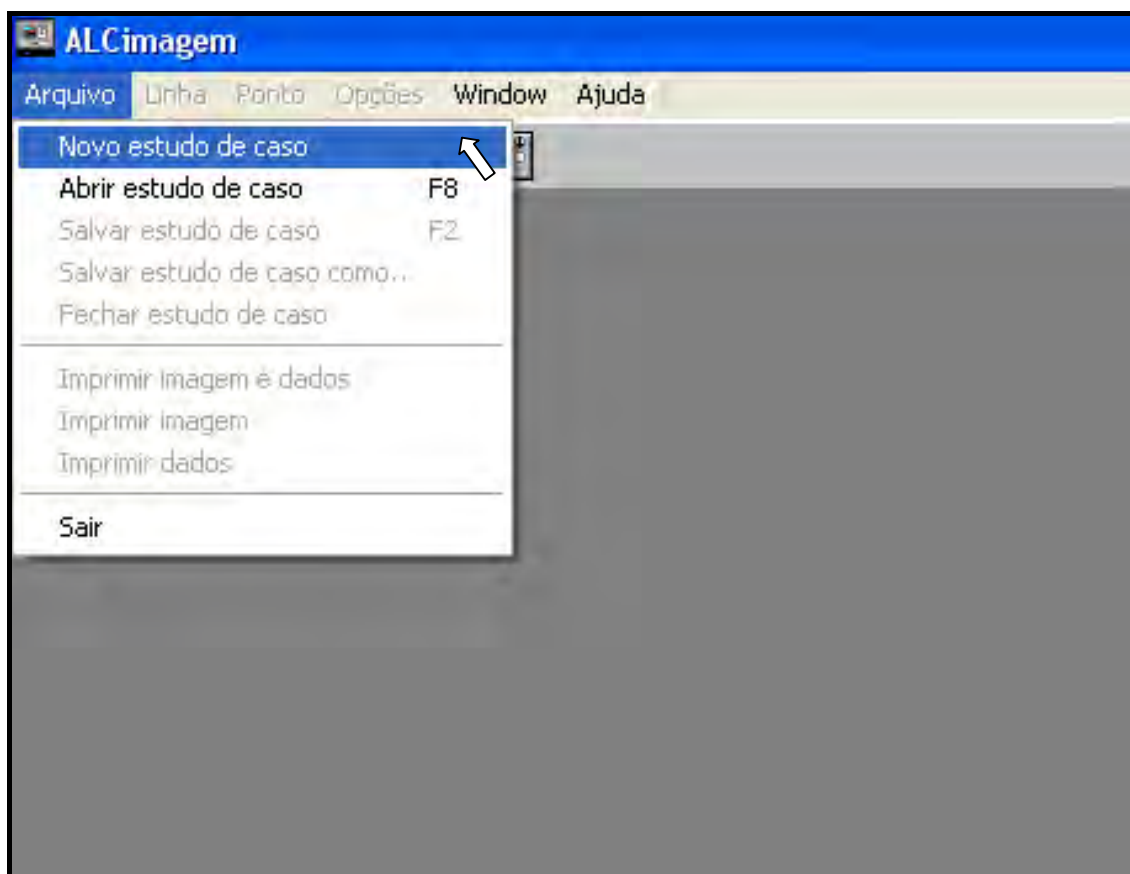 ALCimagem
Arquivo Linha Ponto Opções Window Ajuda
Novo estudo de caso
Abrir estudo de caso F8
Salvar estudo de caso F2
Salvar estudo de caso como...
Fechar estudo de caso
Imprimir imagem e dados
Imprimir imagem
Imprimir dados
Sair